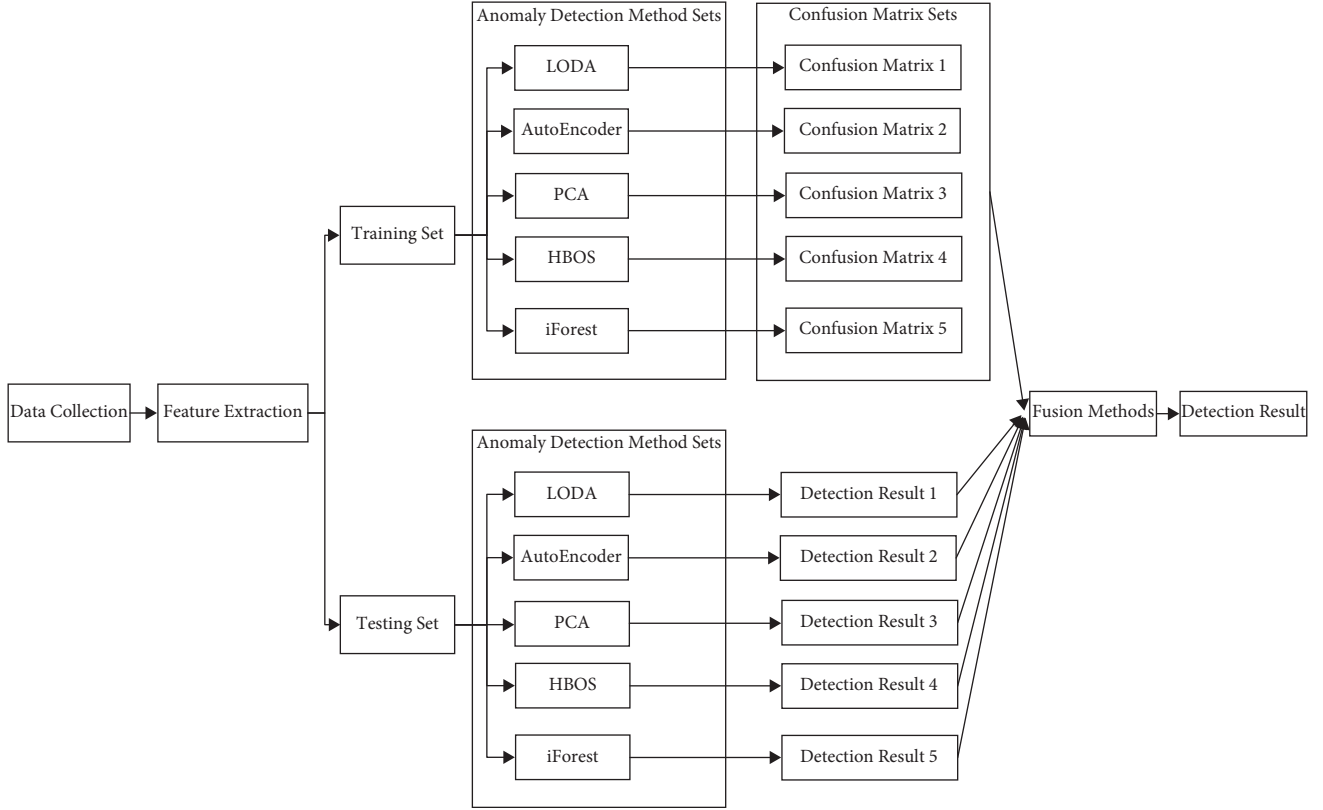 Anomaly Detection Method Sets
Confusion Matrix Sets
LODA
Confusion Matrix 1
AutoEncoder
Confusion Matrix 2
PCA
Confusion Matrix 3
Training Set
HBOS
Confusion Matrix 4
iForest
Confusion Matrix 5
Data Collection
Feature Extraction
Fusion Methods
Detection Result
Anomaly Detection Method Sets
LODA
Detection Result 1
AutoEncoder
Detection Result 2
Testing Set
PCA
Detection Result 3
HBOS
Detection Result 4
iForest
Detection Result 5